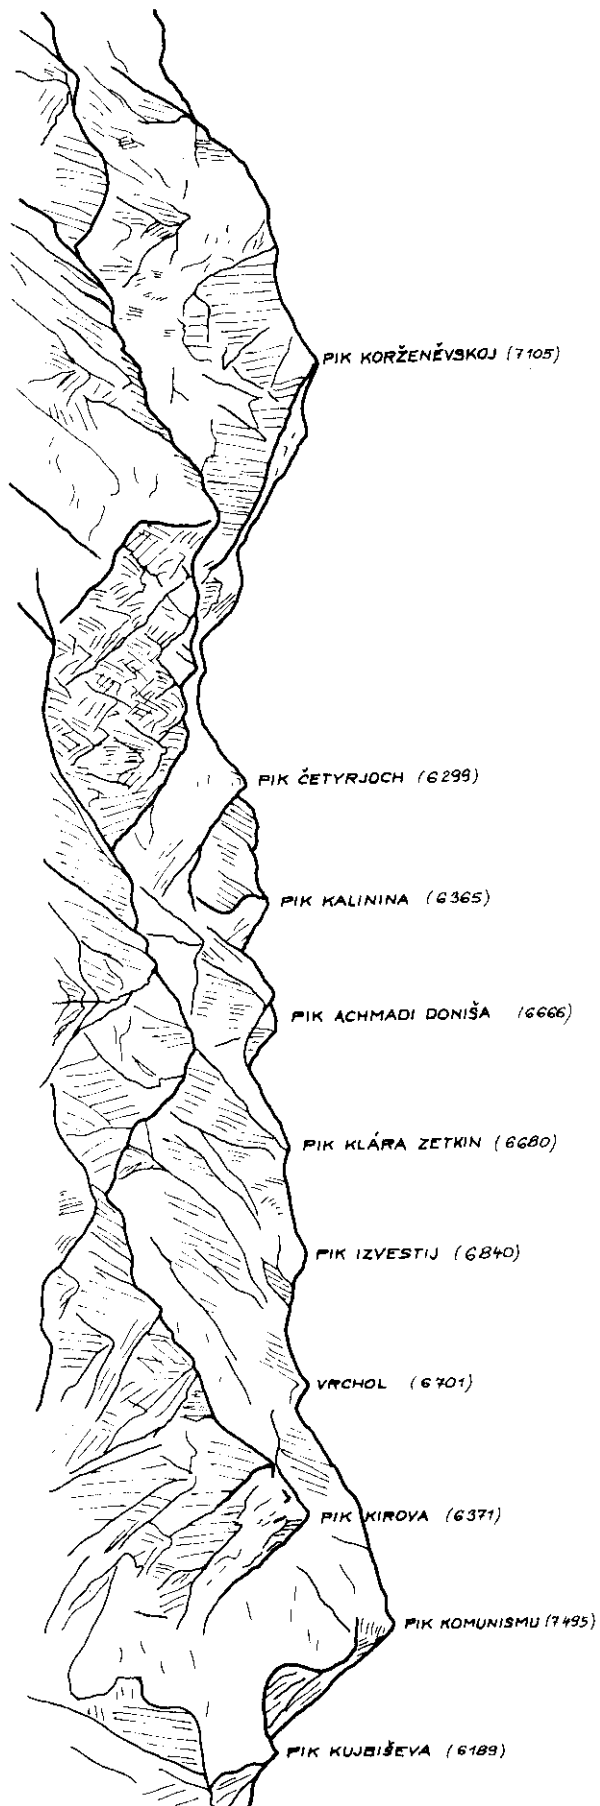 PIK KORŽENĚVSKOJ (7105)
PIK ČETYRJOCH (6299)
PIK KALININA (6365)
PIK ACHMADI DONIŠA (6666)
PIK KLÁRA ZETKIN (6680)
PIK IZVESTIJ (6840)
VRCHOL (6701)
PIK KIROVA (6371)
PIK KOMUNISMU (7495)
PIK KUJBIŠEVA (6189)